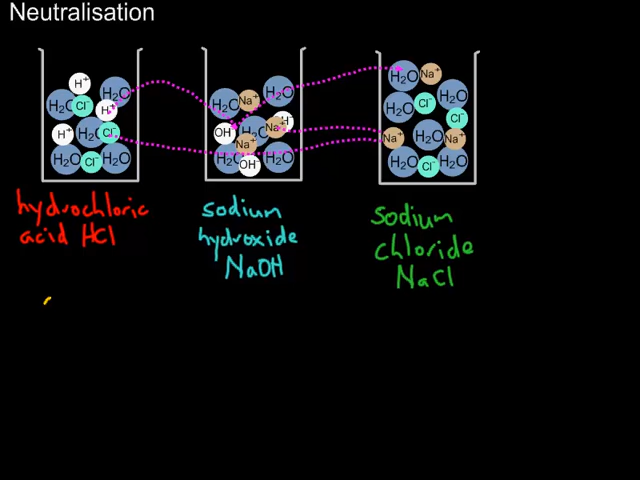 Neutralisation
H⁺ H₂O
H₂O Cl⁻ H⁺
H⁺ H₂O Cl⁻
H₂O Cl⁻ H₂O
H₂O Na⁺ H₂O
OH⁻ H₂O Na⁺ H⁻
Na⁺
OH⁻ H₂O
H₂O Na⁺
H₂O Cl⁻ H₂O
Cl⁻
Na⁺ H₂O Na⁺
H₂O Cl⁻ H₂O
hydrochloric
acid HCl
sodium
hydroxide
NaOH
sodium
chloride
NaCl